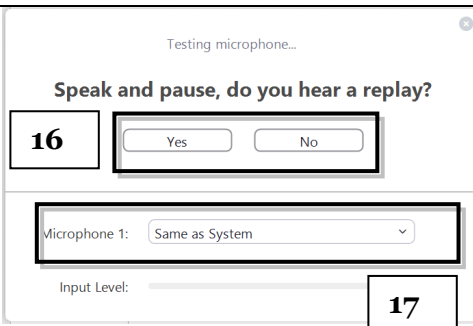 Testing microphone...
Speak and pause, do you hear a replay?
16
Yes No
Microphone 1: Same as System
Input Level:
17